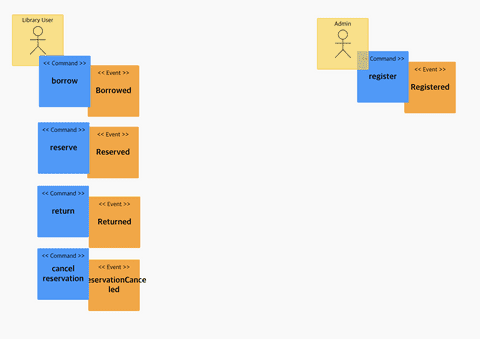 Library User
<< Command >>
borrow
<< Event >>
Borrowed
<< Command >>
reserve
<< Event >>
Reserved
<< Command >>
return
<< Event >>
Returned
<< Command >>
cancel
reservation
<< Event >>
eservationCance
led
Admin
Command >>
register
<< Event >>
Registered